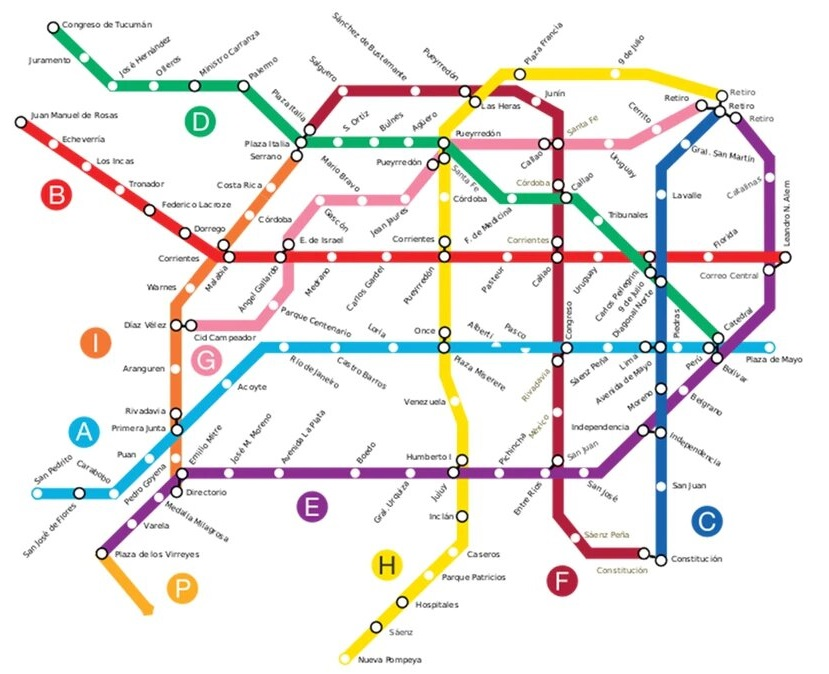 Congreso de Tucumán
Juramento
José Hernández
Olleros
Ministro Carranza
Palermo
D
Plaza Italia
Salguero
Sánchez de Bustamante
Pueyrredón
Las Heras
Plaza Francia
9 de Julio
Junín
Retiro
Retiro
Retiro
Retiro
Cerrito
Santa Fe
Uruguay
Callao
Juan Manuel de Rosas
Echeverría
Los Incas
Tronador
Federico Lacroze
Dorrego
B
Plaza Italia
Serrano
S. Ortiz
Bulnes
Agüero
Pueyrredón
Pueyrredón
Santa Fe
Mario Bravo
Costa Rica
Córdoba
Gascón
Jean Jaures
Córdoba
F. de Medicina
Córdoba
Callao
Tribunales
Gral. San Martín
Lavalle
Catalinas
Leandro N. Alem
Corrientes
Malabia
E. de Israel
Angel Gallardo
Medrano
Carlos Gardel
Corrientes
Pueyrredón
Pasteur
Corrientes
Callao
Uruguay
Carlos Pellegrini
9 de Julio
Diagonal Norte
Florida
Correo Central
Warnes
Díaz Vélez
Cid Campeador
Parque Centenario
I
G
Aranguren
Río de Janeiro
Loria
Castro Barros
Once
Plaza Miserere
Alberti
Pasco
Congreso
Rivadavia
Sáenz Peña
Lima
Avenida de Mayo
Piedras
Perú
Catedral
Bolívar
Plaza de Mayo
Acoyte
Rivadavia
Primera Junta
Puan
A
San Pedrito
Carabobo
San José de Flores
Venezuela
México
Moreno
Belgrano
Independencia
Independencia
Pedro Goyena
Emilio Mitre
José M. Moreno
Avenida La Plata
Boedo
Gral. Urquiza
Humberto I
Jujuy
Pichincha
Entre Ríos
San Juan
San José
San Juan
Directorio
Medalla Milagrosa
Varela
Plaza de los Virreyes
P
E
Inclán
Caseros
H
Parque Patricios
Hospitales
Sáenz
Nueva Pompeya
F
Sáenz Peña
Constitución
Constitución
C